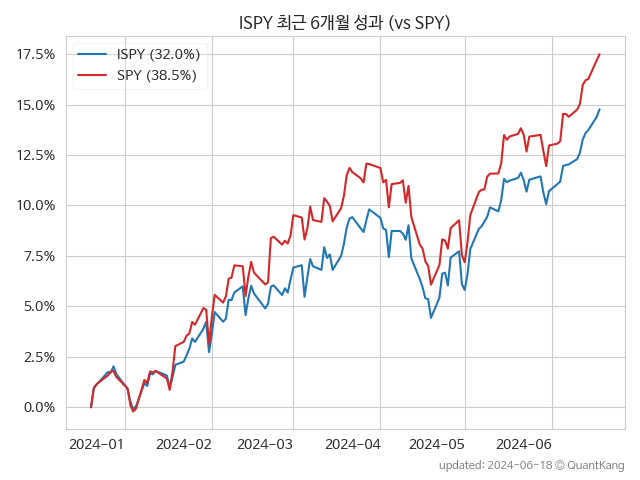 ISPY 최근 6개월 성과 (vs SPY)
ISPY (32.0%)
SPY (38.5%)
17.5%
15.0%
12.5%
10.0%
7.5%
5.0%
2.5%
0.0%
2024-01 2024-02 2024-03 2024-04 2024-05 2024-06
updated: 2024-06-18 © QuantKang